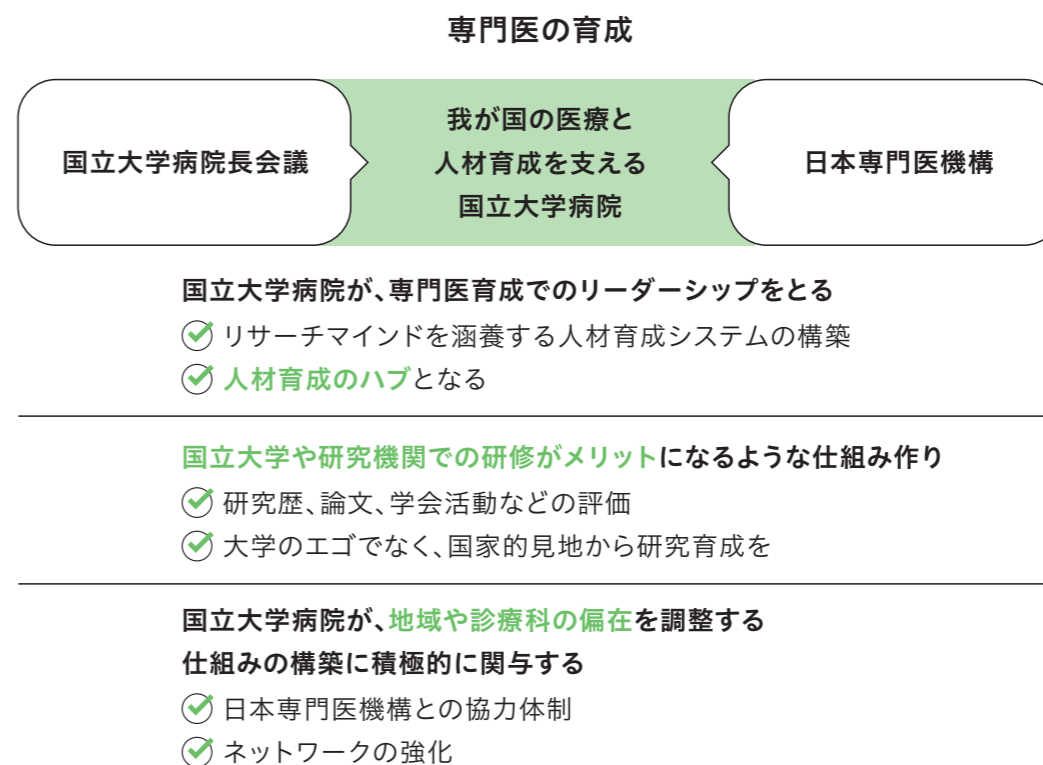 専門医の育成
国立大学病院長会議
我が国の医療と
人材育成を支える
国立大学病院
日本専門医機構
国立大学病院が、専門医育成でのリーダーシップをとる
リサーチマインドを涵養する人材育成システムの構築
人材育成のハブとなる
国立大学や研究機関での研修がメリットになるような仕組み作り
研究歴、論文、学会活動などの評価
大学のエゴでなく、国家的見地から研究育成を
国立大学病院が、地域や診療科の偏在を調整する
仕組みの構築に積極的に関与する
日本専門医機構との協力体制
ネットワークの強化